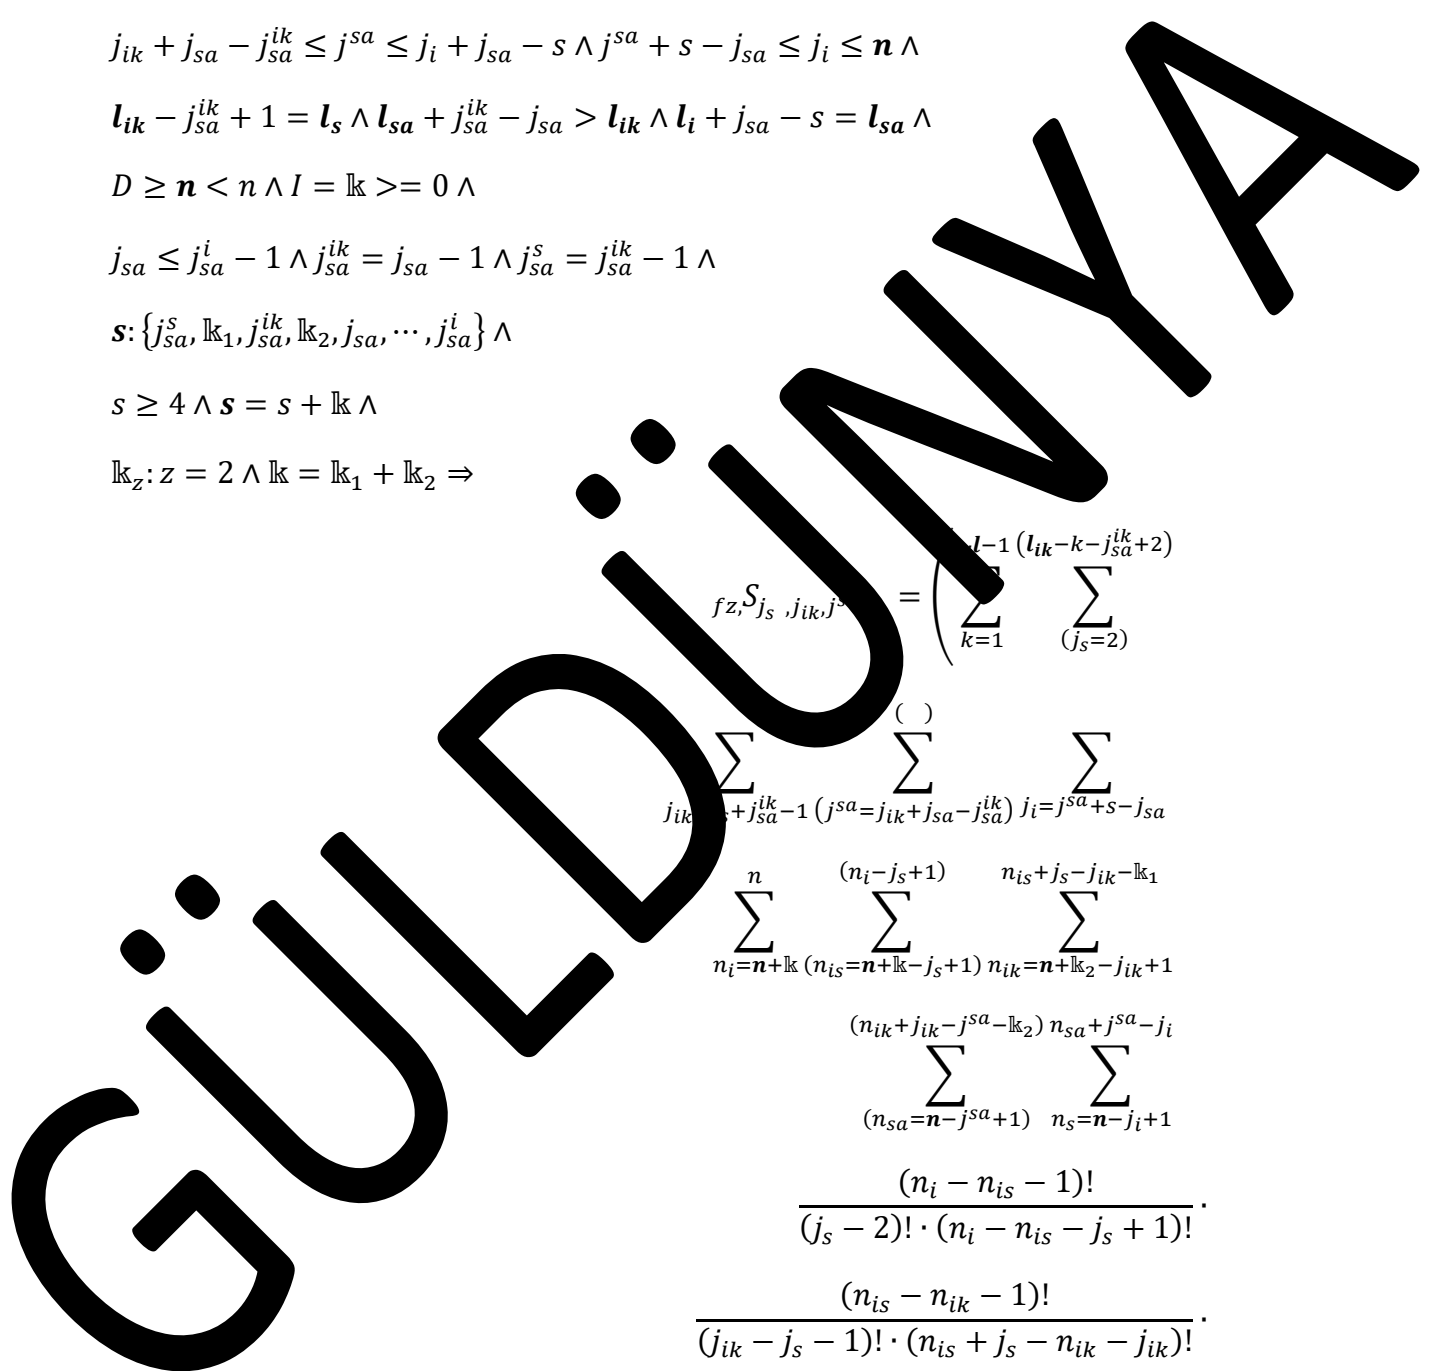 j_{ik} + j_{sa} − j_{sa}^{ik} ≤ j^{sa} ≤ j_i + j_{sa} − s ∧ j^{sa} + s − j_{sa} ≤ j_i ≤ 𝒏 ∧
𝒍_{𝒊𝒌} − j_{sa}^{ik} + 1 = 𝒍_𝒔 ∧ 𝒍_{𝒔𝒂} + j_{sa}^{ik} − j_{sa} > 𝒍_{𝒊𝒌} ∧ 𝒍_𝒊 + j_{sa} − s = 𝒍_{𝒔𝒂} ∧
D ≥ 𝒏 < n ∧ I = 𝕜 >= 0 ∧
j_{sa} ≤ j_{sa}^{i} − 1 ∧ j_{sa}^{ik} = j_{sa} − 1 ∧ j_{sa}^{s} = j_{sa}^{ik} − 1 ∧
𝒔: {j_{sa}^{s}, 𝕜_1, j_{sa}^{ik}, 𝕜_2, j_{sa}, ⋯ , j_{sa}^{i}} ∧
s ≥ 4 ∧ 𝒔 = s + 𝕜 ∧
𝕜_z: z = 2 ∧ 𝕜 = 𝕜_1 + 𝕜_2 ⇒
𝒍−1 (𝒍_{𝒊𝒌}−k−j_{sa}^{ik}+2)
_{fz,}S_{j_s ,j_{ik},} = ( ∑ ∑
k=1 (j_s=2)
( )
∑ ∑ ∑
j_{ik} +j_{sa}^{ik}−1 (j^{sa}=j_{ik}+j_{sa}−j_{sa}^{ik}) j_i=j^{sa}+s−j_{sa}
n (n_i−j_s+1) n_{is}+j_s−j_{ik}−𝕜_1
∑ ∑ ∑
n_i=𝒏+𝕜 (n_{is}=𝒏+𝕜−j_s+1) n_{ik}=𝒏+𝕜_2−j_{ik}+1
(n_{ik}+j_{ik}−j^{sa}−𝕜_2) n_{sa}+j^{sa}−j_i
∑ ∑
(n_{sa}=𝒏−j^{sa}+1) n_s=𝒏−j_i+1
(n_i − n_{is} − 1)!
(j_s − 2)! · (n_i − n_{is} − j_s + 1)! ·
(n_{is} − n_{ik} − 1)!
(j_{ik} − j_s − 1)! · (n_{is} + j_s − n_{ik} − j_{ik})! ·
GÜLDÜNYA